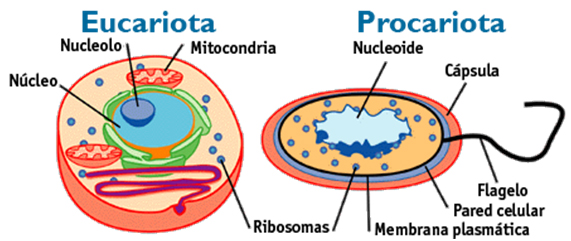 Eucariota
Procariota
Nucleolo
Mitocondria
Núcleo
Nucleoide
Cápsula
Ribosomas
Flagelo
Pared celular
Membrana plasmática